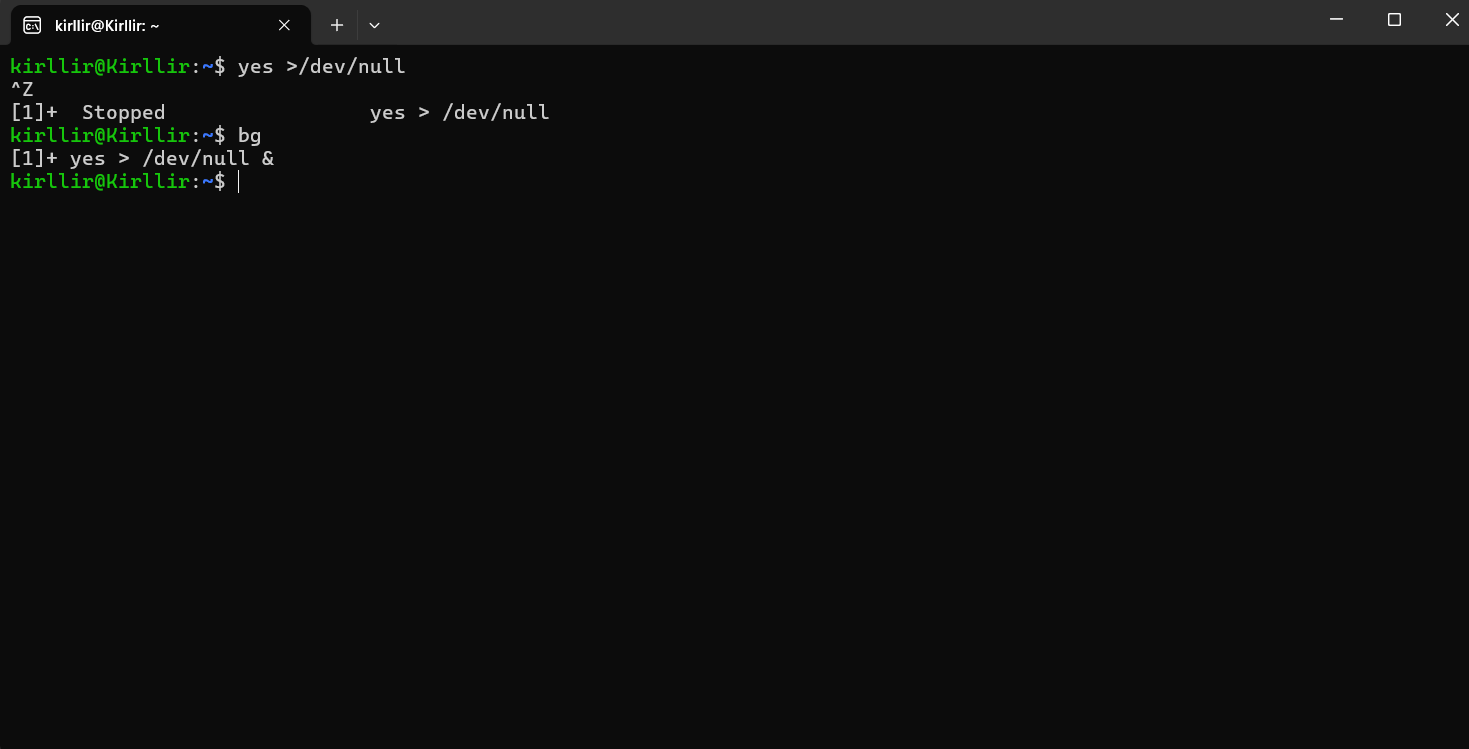 kirllir@Kirllir: ~
kirllir@Kirllir:~$ yes >/dev/null
^Z
[1]+  Stopped                 yes > /dev/null
kirllir@Kirllir:~$ bg
[1]+ yes > /dev/null &
kirllir@Kirllir:~$